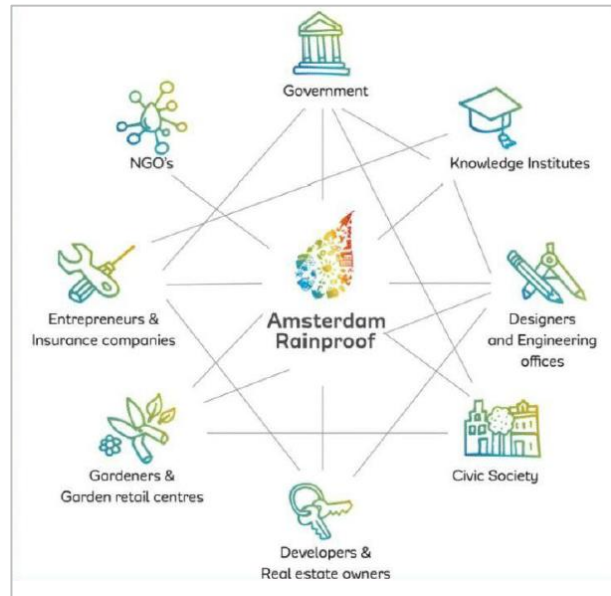 Government
NGO's
Knowledge Institutes
Entrepreneurs &
Insurance companies
Amsterdam
Rainproof
Designers
and Engineering
offices
Gardeners &
Garden retail centres
Civic Society
Developers &
Real estate owners